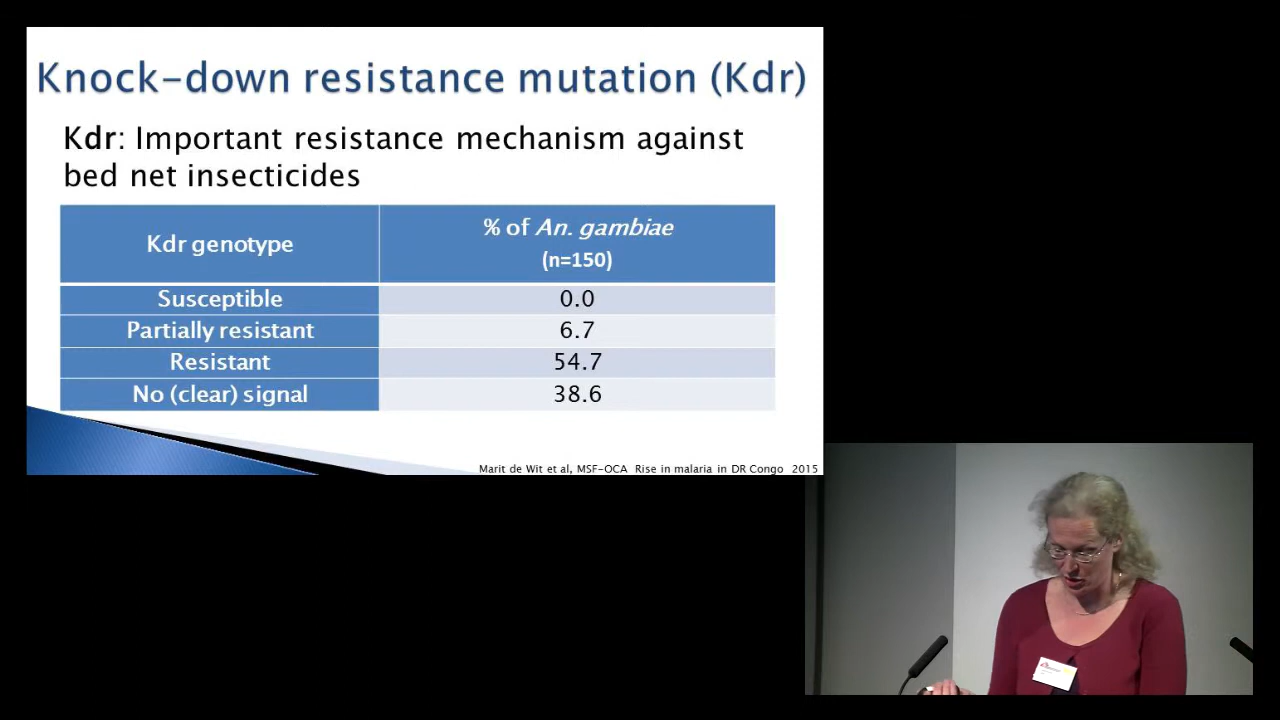 Knock-down resistance mutation (Kdr)
Kdr: Important resistance mechanism against
bed net insecticides
Kdr genotype
% of An. gambiae
(n=150)
Susceptible
0.0
Partially resistant
6.7
Resistant
54.7
No (clear) signal
38.6
Marit de Wit et al, MSF-OCA Rise in malaria in DR Congo 2015